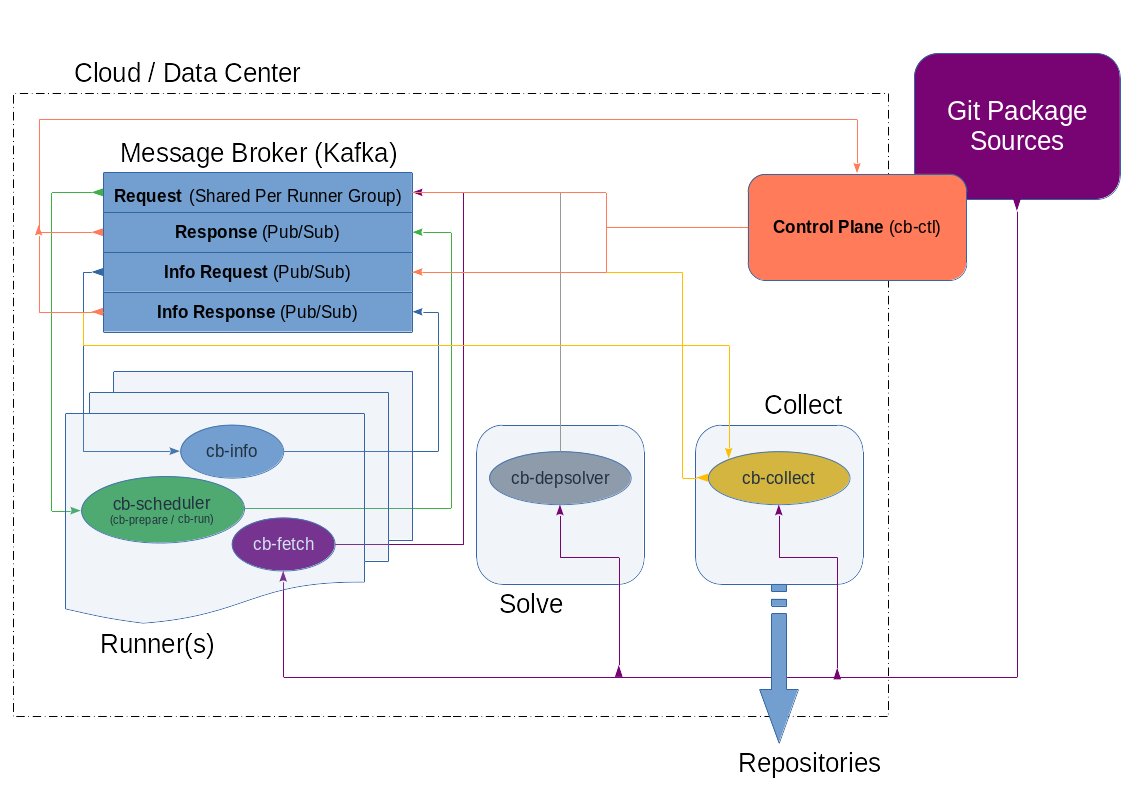 Cloud / Data Center
Git Package
Sources
Message Broker (Kafka)
Request (Shared Per Runner Group)
Response (Pub/Sub)
Info Request (Pub/Sub)
Info Response (Pub/Sub)
Control Plane (cb-ctl)
Collect
cb-info
cb-scheduler
(cb-prepare / cb-run)
cb-fetch
cb-depsolver
cb-collect
Solve
Runner(s)
Repositories